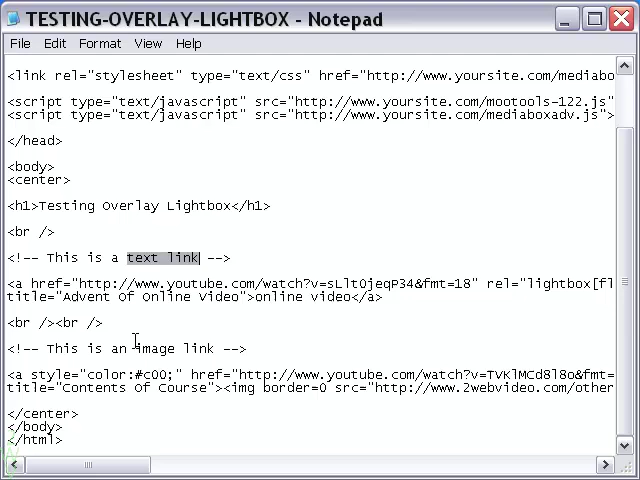 TESTING-OVERLAY-LIGHTBOX - Notepad
File Edit Format View Help
<link rel="stylesheet" type="text/css" href="http://www.yoursite.com/mediabo
<script type="text/javascript" src="http://www.yoursite.com/mootools-122.js"
<script type="text/javascript" src="http://www.yoursite.com/mediaboxadv.js">
</head>
<body>
<center>
<h1>Testing Overlay Lightbox</h1>
<br />
<!-- This is a text link -->
<a href="http://www.youtube.com/watch?v=sLlt0jeqP34&fmt=18" rel="lightbox[fl
title="Advent Of Online Video">online video</a>
<br /><br />
<!-- This is an image link -->
<a style="color:#c00;" href="http://www.youtube.com/watch?v=TVKlMCd8l8o&fmt=
title="Contents Of Course"><img border=0 src="http://www.2webvideo.com/other
</center>
</body>
</html>